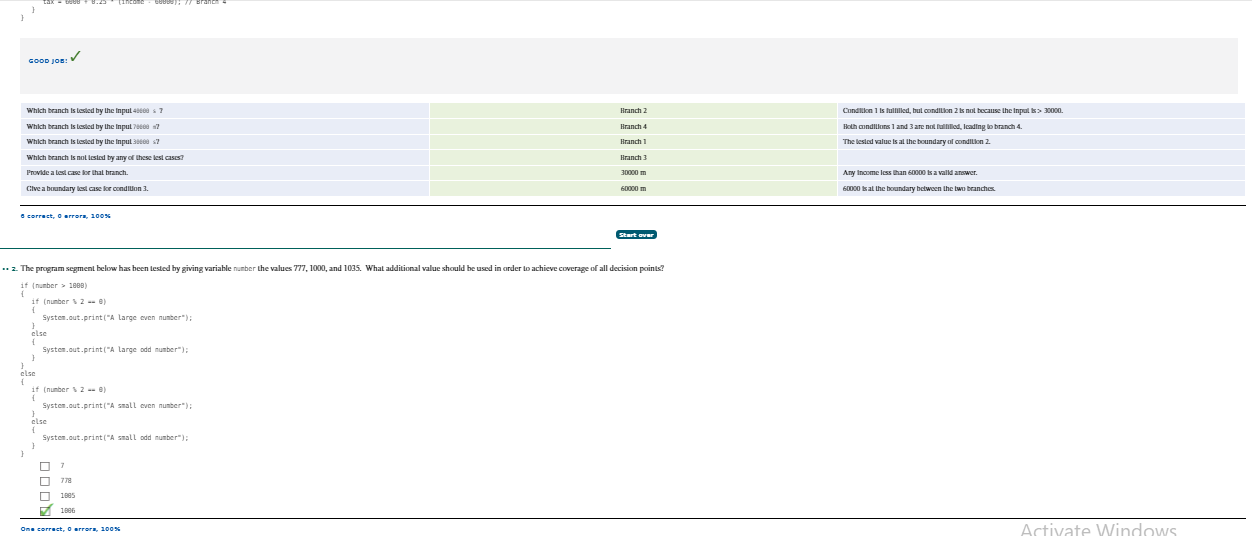 tax = 6000 + 0.25 * (income - 60000); // Branch 4
}
}
GOOD JOB! ✓
Which branch is tested by the input 40000 s ? Branch 2 Condition 1 is fulfilled, but condition 2 is not because the input is > 30000.
Which branch is tested by the input 70000 m? Branch 4 Both conditions 1 and 3 are not fulfilled, leading to branch 4.
Which branch is tested by the input 30000 s? Branch 1 The tested value is at the boundary of condition 2.
Which branch is not tested by any of these test cases? Branch 3
Provide a test case for that branch. 30000 m Any income less than 60000 is a valid answer.
Give a boundary test case for condition 3. 60000 m 60000 is at the boundary between the two branches.
6 correct, 0 errors, 100%
Start over
•• 2. The program segment below has been tested by giving variable number the values 777, 1000, and 1035. What additional value should be used in order to achieve coverage of all decision points?
if (number > 1000)
{
if (number % 2 == 0)
{
System.out.print("A large even number");
}
else
{
System.out.print("A large odd number");
}
}
else
{
if (number % 2 == 0)
{
System.out.print("A small even number");
}
else
{
System.out.print("A small odd number");
}
}
7
778
1005
1006
One correct, 0 errors, 100%
Activate Windows